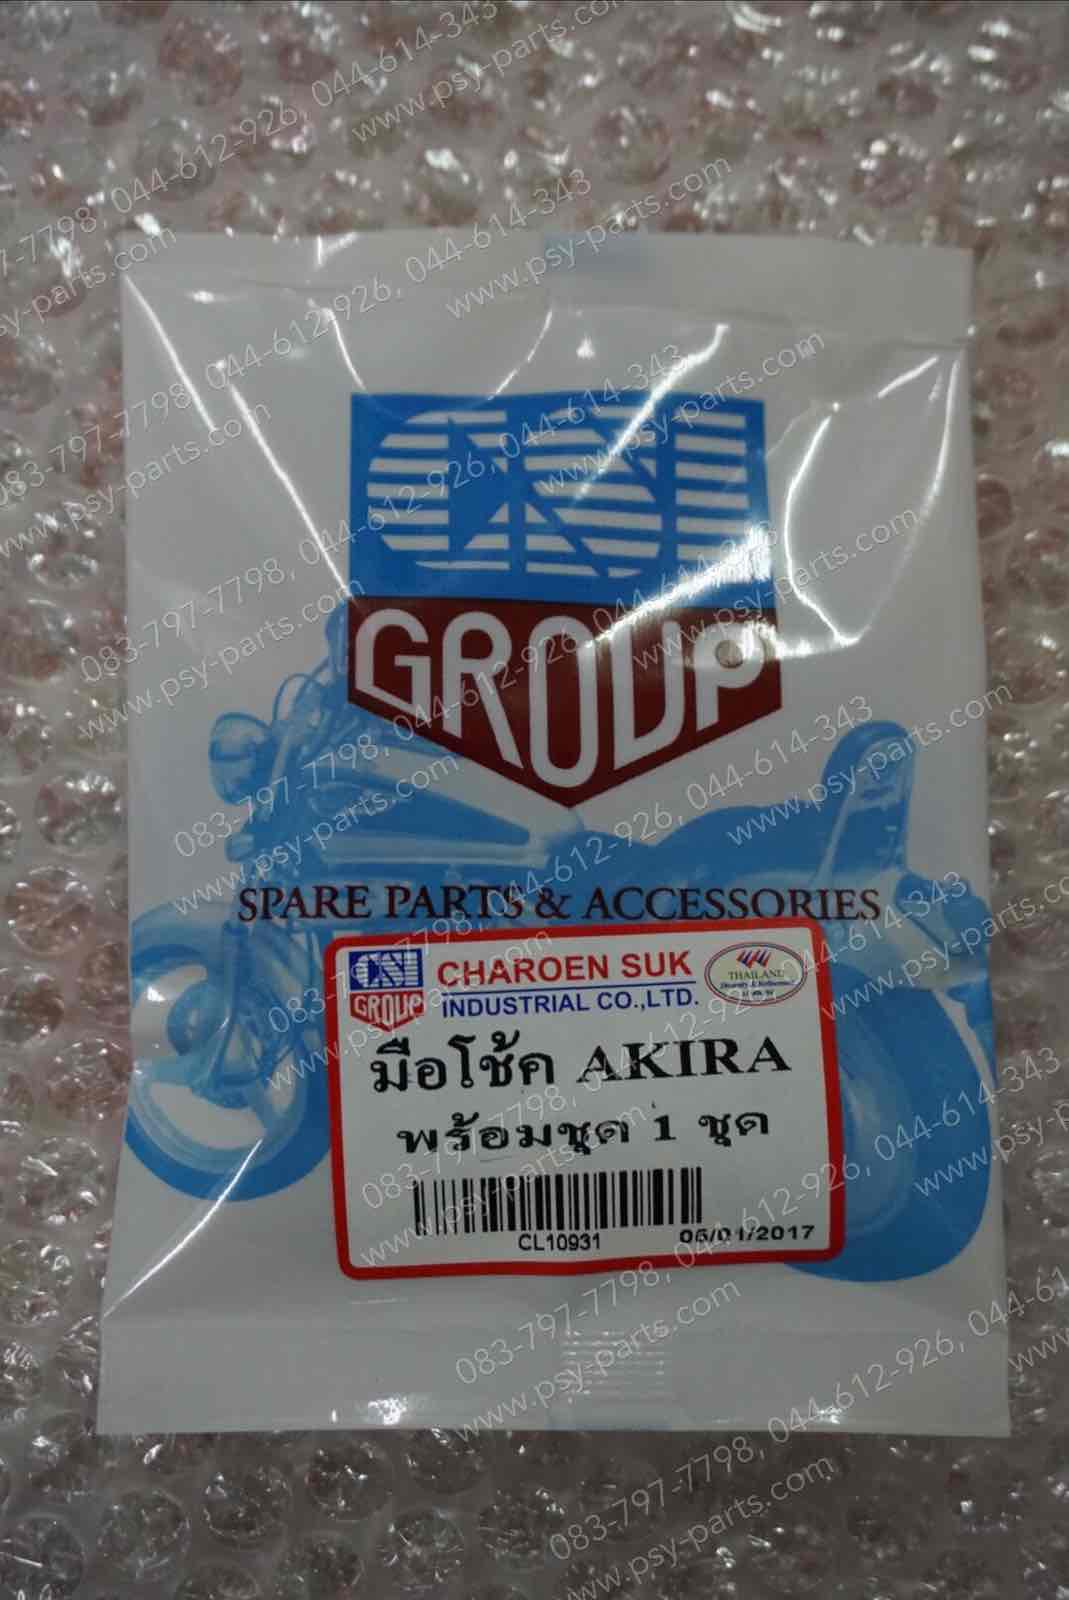 CSI
GROUP
SPARE PARTS & ACCESSORIES
CSI
GROUP
CHAROEN SUK
INDUSTRIAL CO.,LTD.
THAILAND
มือโช้ค AKIRA
พร้อมชุด 1 ชุด
CL10931 06/01/2017
083-797-7798, 044-612-926, 044-614-343
www.psy-parts.com